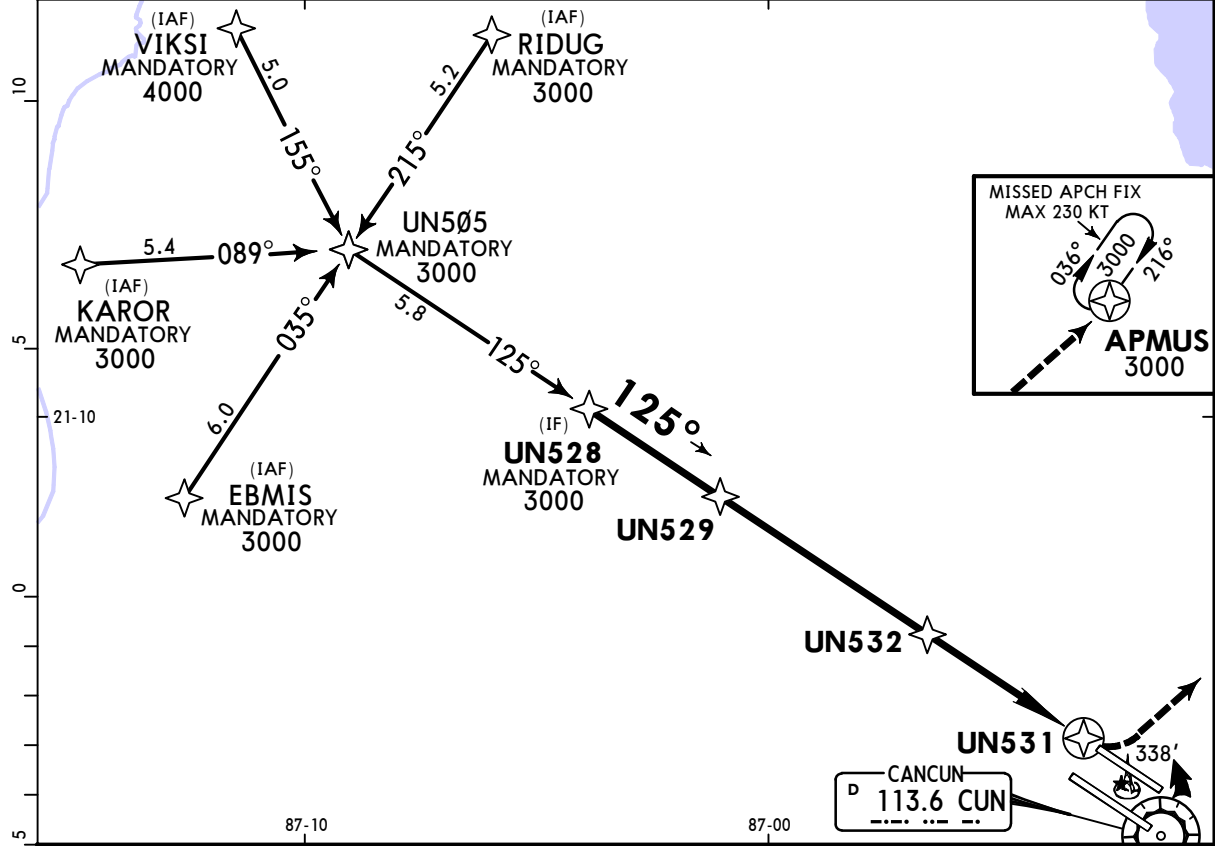 (IAF)
VIKSI
MANDATORY
4000
5.0
155°
(IAF)
RIDUG
MANDATORY
3000
5.2
215°
10
MISSED APCH FIX
MAX 230 KT
036°
3000
216°
APMUS
3000
UN5Ø5
MANDATORY
3000
5.4
089°
(IAF)
KAROR
MANDATORY
3000
035°
6.0
5.8
125°
5
21-10
125°
(IF)
UN528
MANDATORY
3000
(IAF)
EBMIS
MANDATORY
3000
UN529
0
UN532
UN531
338'
CANCUN
D
113.6 CUN
5
87-10
87-00